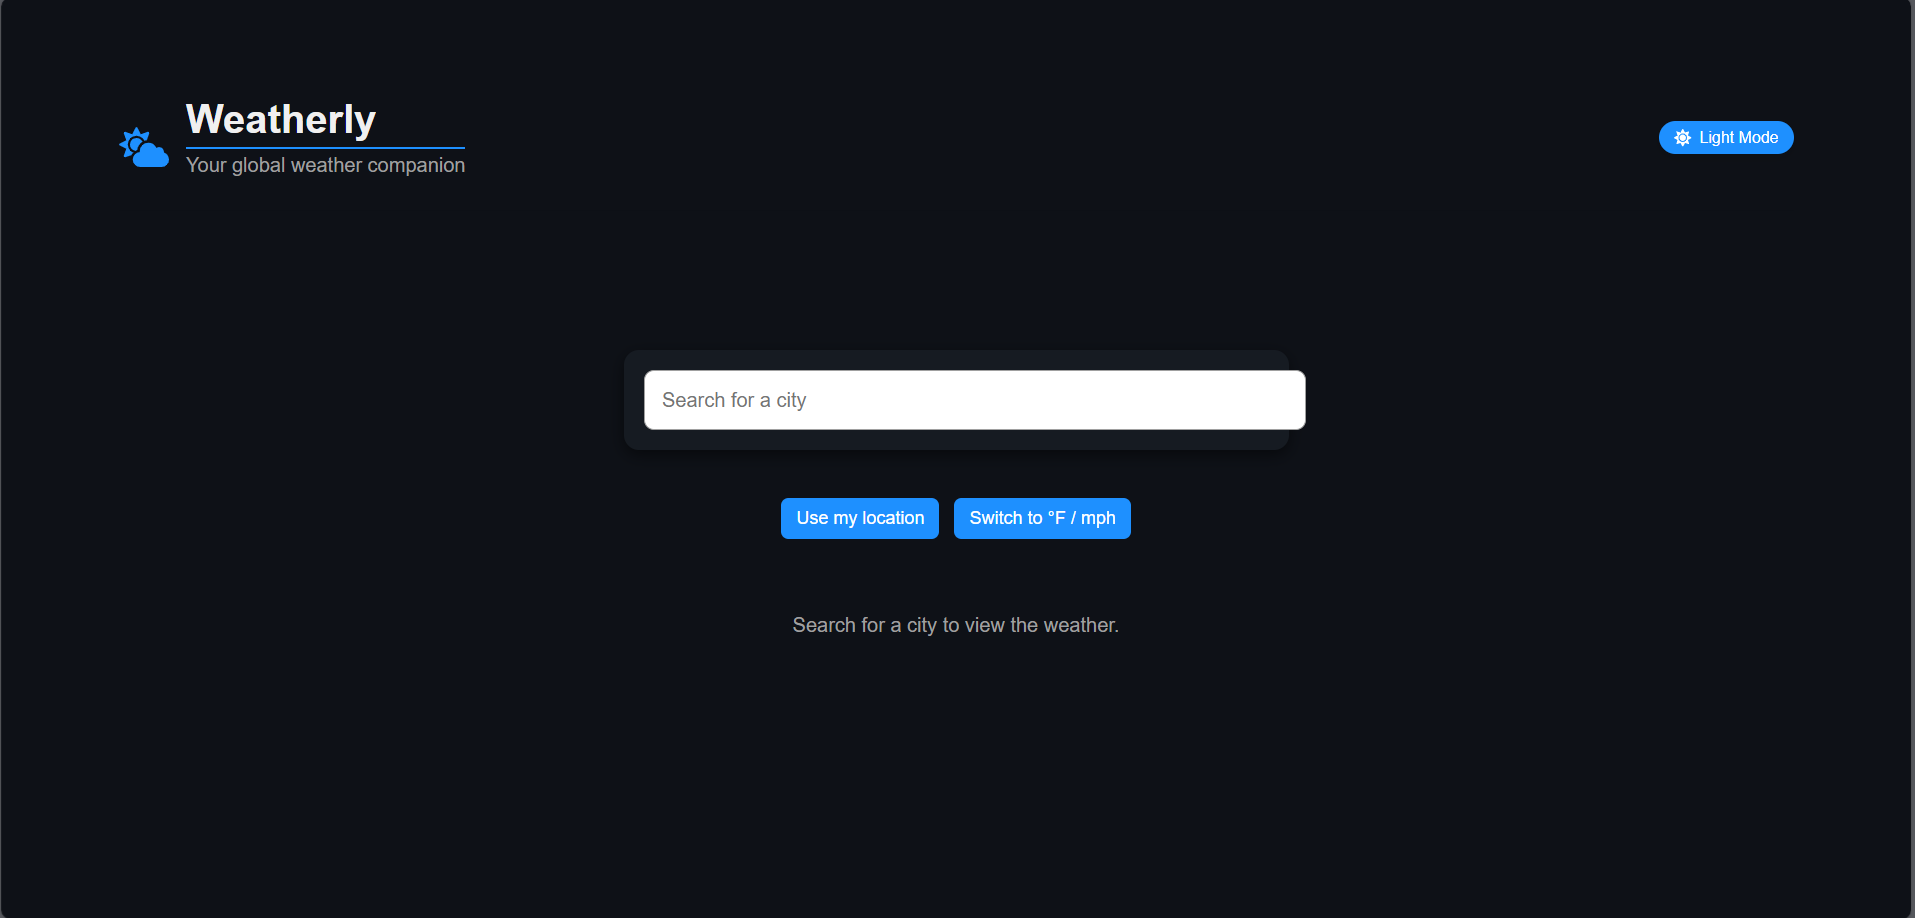 Weatherly
Your global weather companion
Light Mode
Search for a city
Use my location
Switch to °F / mph
Search for a city to view the weather.